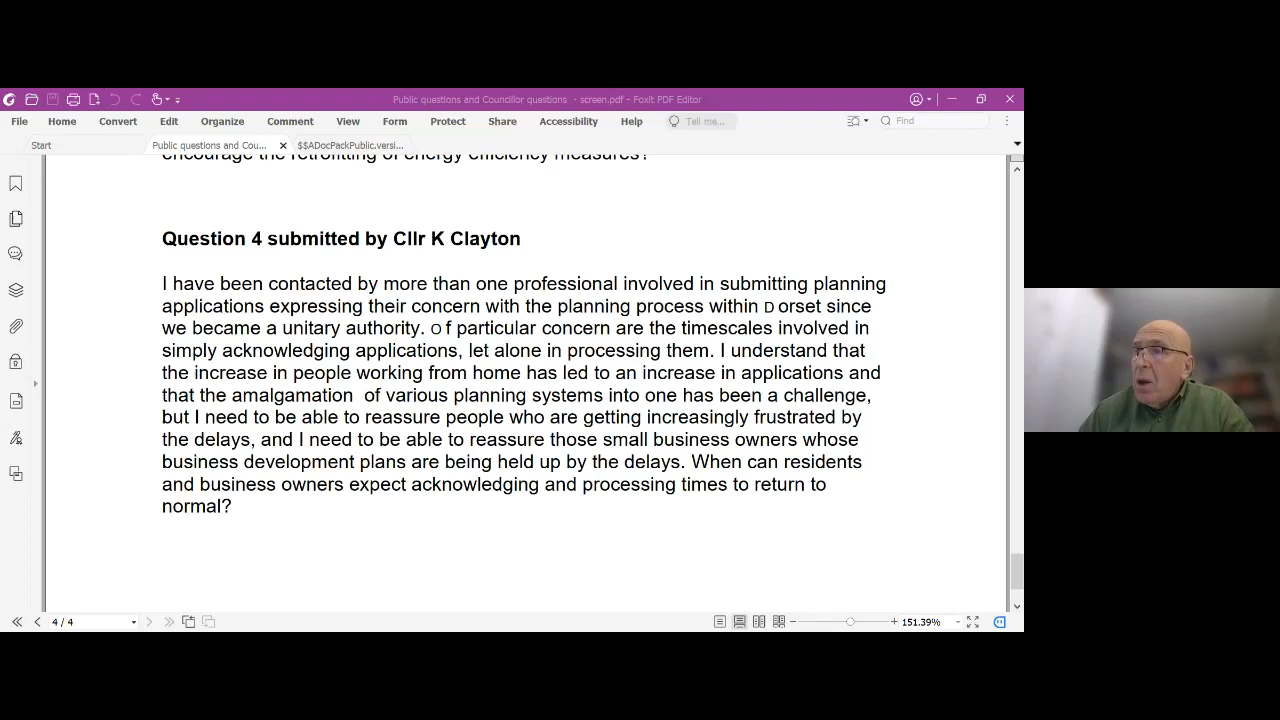 Public questions and Councillor questions - screen.pdf - Foxit PDF Editor
File Home Convert Edit Organize Comment View Form Protect Share Accessibility Help Tell me... Find
Start Public questions and Cou... $$ADocPackPublic.versi...
encourage the retrofitting of energy efficiency measures?
Question 4 submitted by Cllr K Clayton
I have been contacted by more than one professional involved in submitting planning
applications expressing their concern with the planning process within D orset since
we became a unitary authority. O f particular concern are the timescales involved in
simply acknowledging applications, let alone in processing them. I understand that
the increase in people working from home has led to an increase in applications and
that the amalgamation of various planning systems into one has been a challenge,
but I need to be able to reassure people who are getting increasingly frustrated by
the delays, and I need to be able to reassure those small business owners whose
business development plans are being held up by the delays. When can residents
and business owners expect acknowledging and processing times to return to
normal?
4 / 4 151.39%